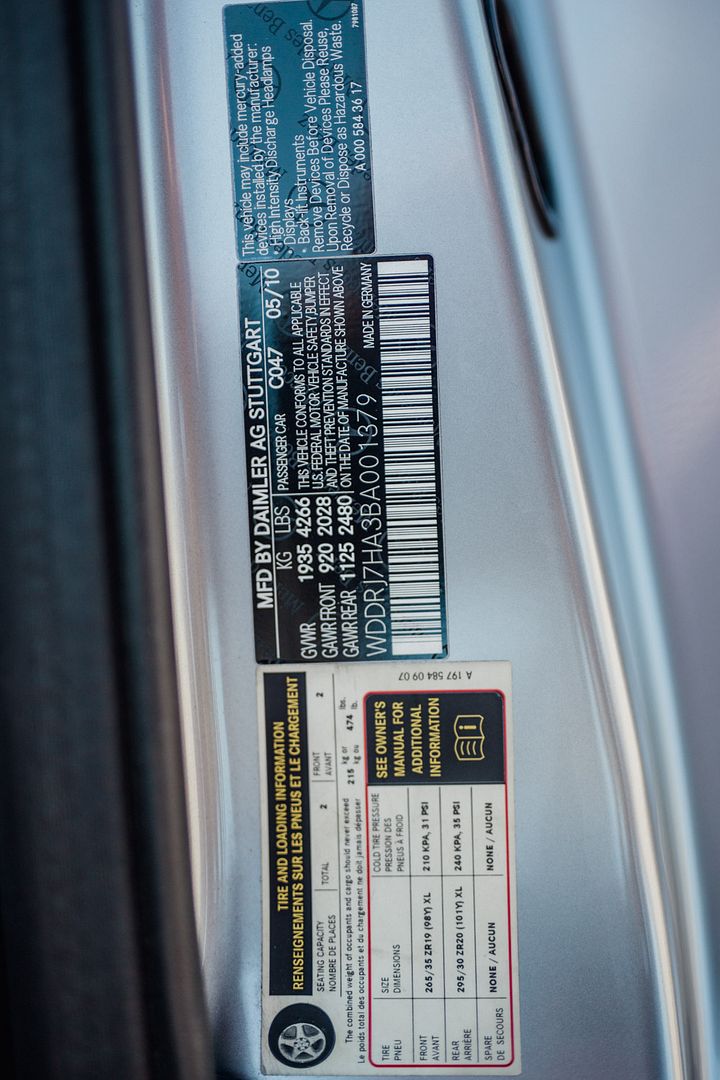 This vehicle may include mercury-added
devices installed by the manufacturer:
High Intensity Discharge Headlamps
Displays
• Back-lit Instruments
Remove Devices Before Vehicle Disposal.
Upon Removal of Devices Please Reuse,
Recycle or Dispose as Hazardous Waste.
A 000 584 36 17
7981087
MFD BY DAIMLER AG STUTTGART
KG LBS PASSENGER CAR C047 05/10
GVWR 1935 4266 THIS VEHICLE CONFORMS TO ALL APPLICABLE
GAWR FRONT 920 2028 U.S. FEDERAL MOTOR VEHICLE SAFETY, BUMPER
AND THEFT PREVENTION STANDARDS IN EFFECT
GAWR REAR 1125 2480 ON THE DATE OF MANUFACTURE SHOWN ABOVE
WDDRJ7HA3BA001379 MADE IN GERMANY
TIRE AND LOADING INFORMATION
RENSEIGNEMENTS SUR LES PNEUS ET LE CHARGEMENT
SEATING CAPACITY TOTAL 2 FRONT 2
NOMBRE DE PLACES AVANT
The combined weight of occupants and cargo should never exceed 215 kg or 474 lbs.
Le poids total des occupants et du chargement ne doit jamais dépasser kg ou lb.
TIRE SIZE COLD TIRE PRESSURE
PNEU DIMENSIONS PRESSION DES
PNEUS À FROID
FRONT 265/35 ZR19 (98Y) XL 210 KPA, 31 PSI
AVANT
REAR 295/30 ZR20 (101Y) XL 240 KPA, 35 PSI
ARRIÈRE
SPARE NONE / AUCUN NONE / AUCUN
DE SECOURS
SEE OWNER'S
MANUAL FOR
ADDITIONAL
INFORMATION
A 197 584 09 07